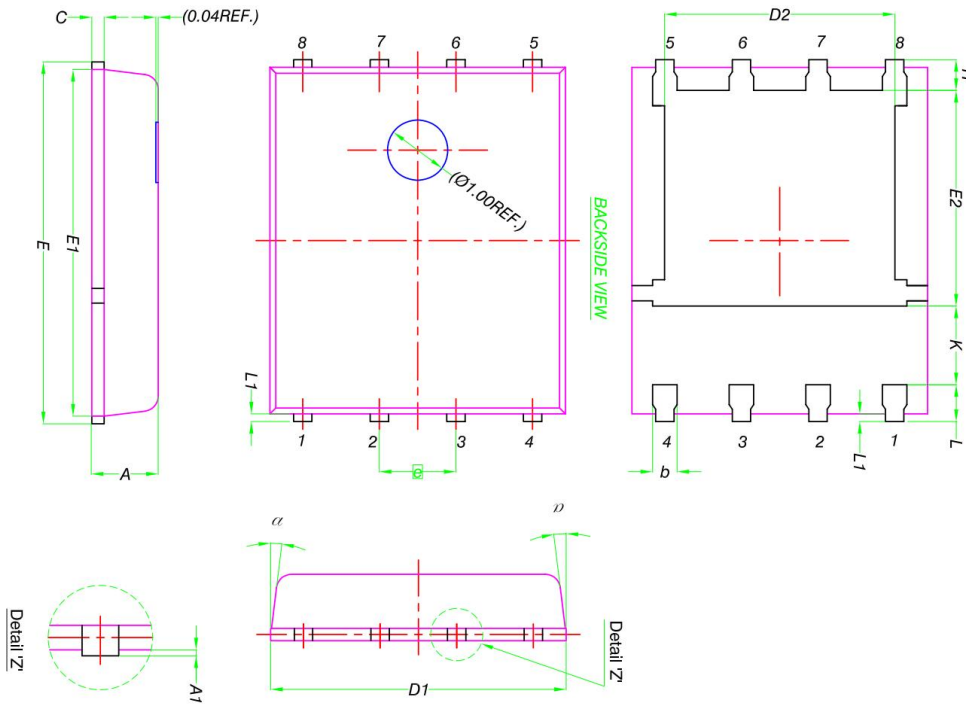 C
(0.04REF.)
E
E1
A
8 7 6 5
(Ø1.00REF.)
L1
1 2 3 4
e
BACKSIDE VIEW
D2
5 6 7 8
E2
K
L
L1
4 3 2 1
b
α
α
D1
Detail 'Z'
Detail 'Z'
A1